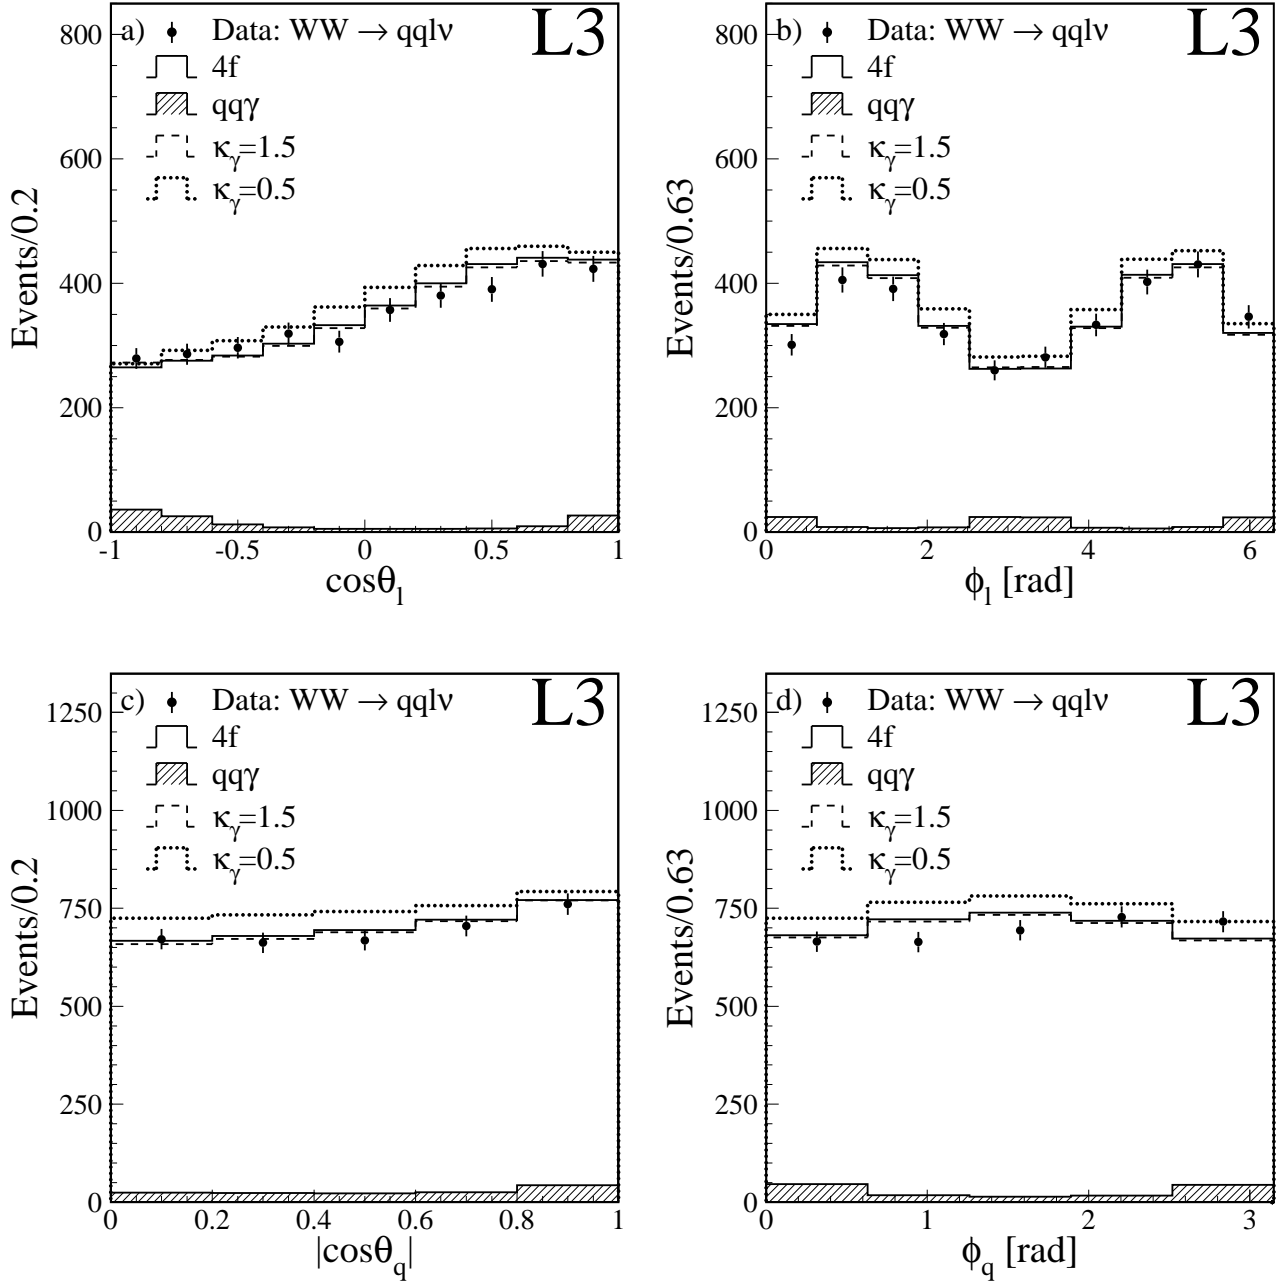 a) Data: WW → qqlν L3
4f
qqγ
κγ=1.5
κγ=0.5
Events/0.2
800
600
400
200
0
-1 -0.5 0 0.5 1
cosθl
b) Data: WW → qqlν L3
4f
qqγ
κγ=1.5
κγ=0.5
Events/0.63
800
600
400
200
0
0 2 4 6
ϕl [rad]
c) Data: WW → qqlν L3
4f
qqγ
κγ=1.5
κγ=0.5
Events/0.2
1250
1000
750
500
250
0
0 0.2 0.4 0.6 0.8 1
|cosθq|
d) Data: WW → qqlν L3
4f
qqγ
κγ=1.5
κγ=0.5
Events/0.63
1250
1000
750
500
250
0
0 1 2 3
ϕq [rad]